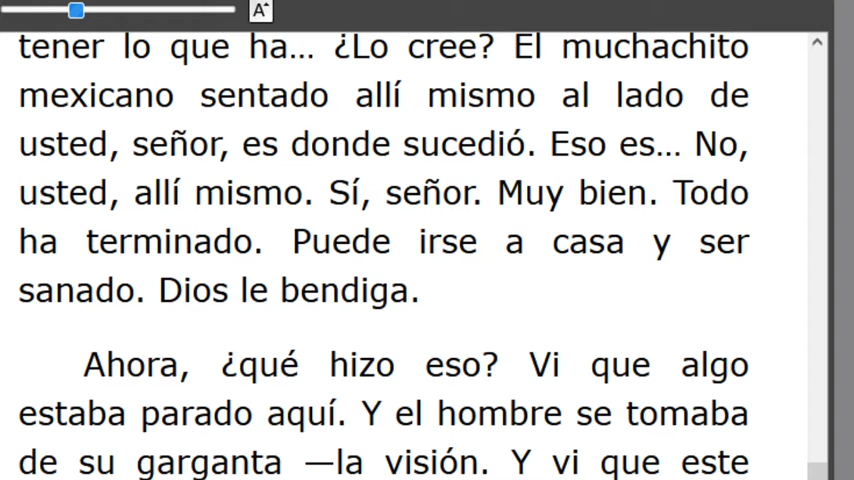 A
tener lo que ha… ¿Lo cree? El muchachito
mexicano sentado allí mismo al lado de
usted, señor, es donde sucedió. Eso es… No,
usted, allí mismo. Sí, señor. Muy bien. Todo
ha terminado. Puede irse a casa y ser
sanado. Dios le bendiga.
Ahora, ¿qué hizo eso? Vi que algo
estaba parado aquí. Y el hombre se tomaba
de su garganta —la visión. Y vi que este